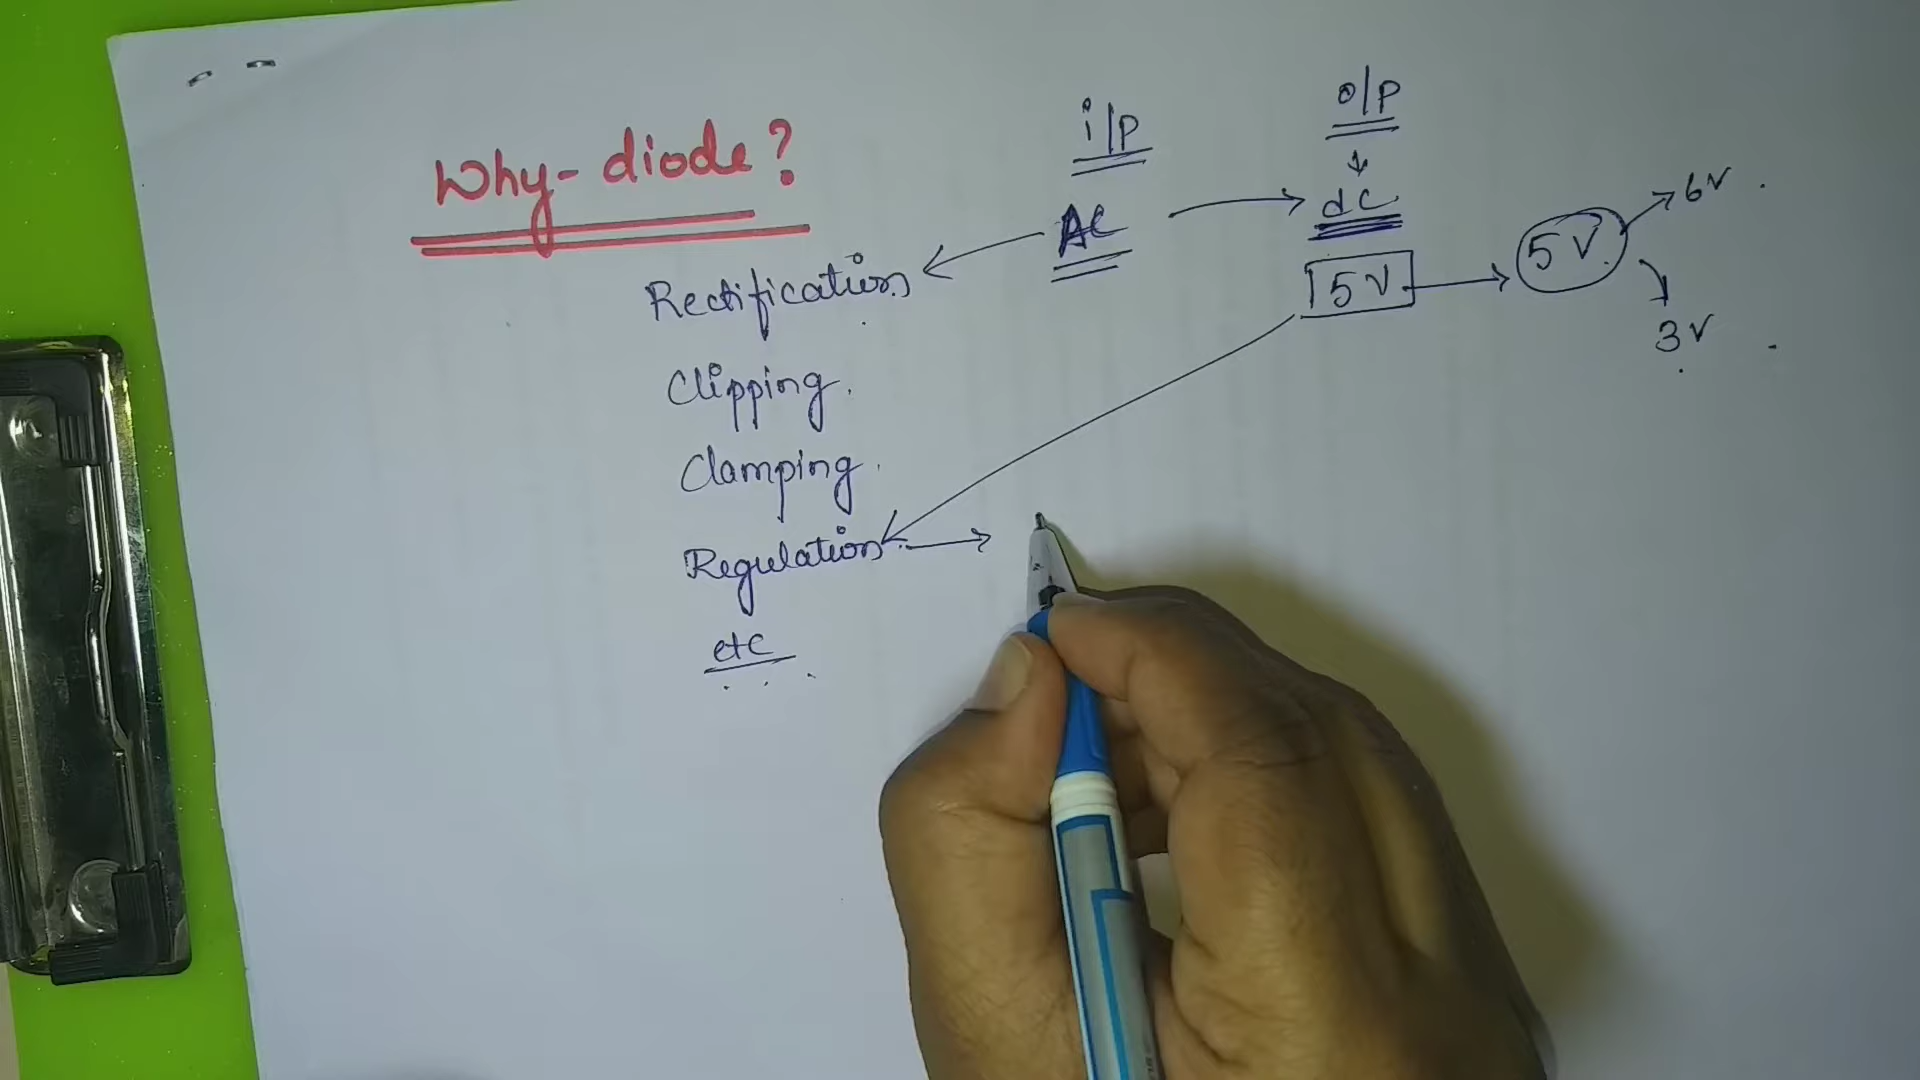 Why- diode?
i/p
o/p
AC
dC
Rectification
5V
5V.
6V.
3V
Clipping.
Clamping.
Regulation
etc